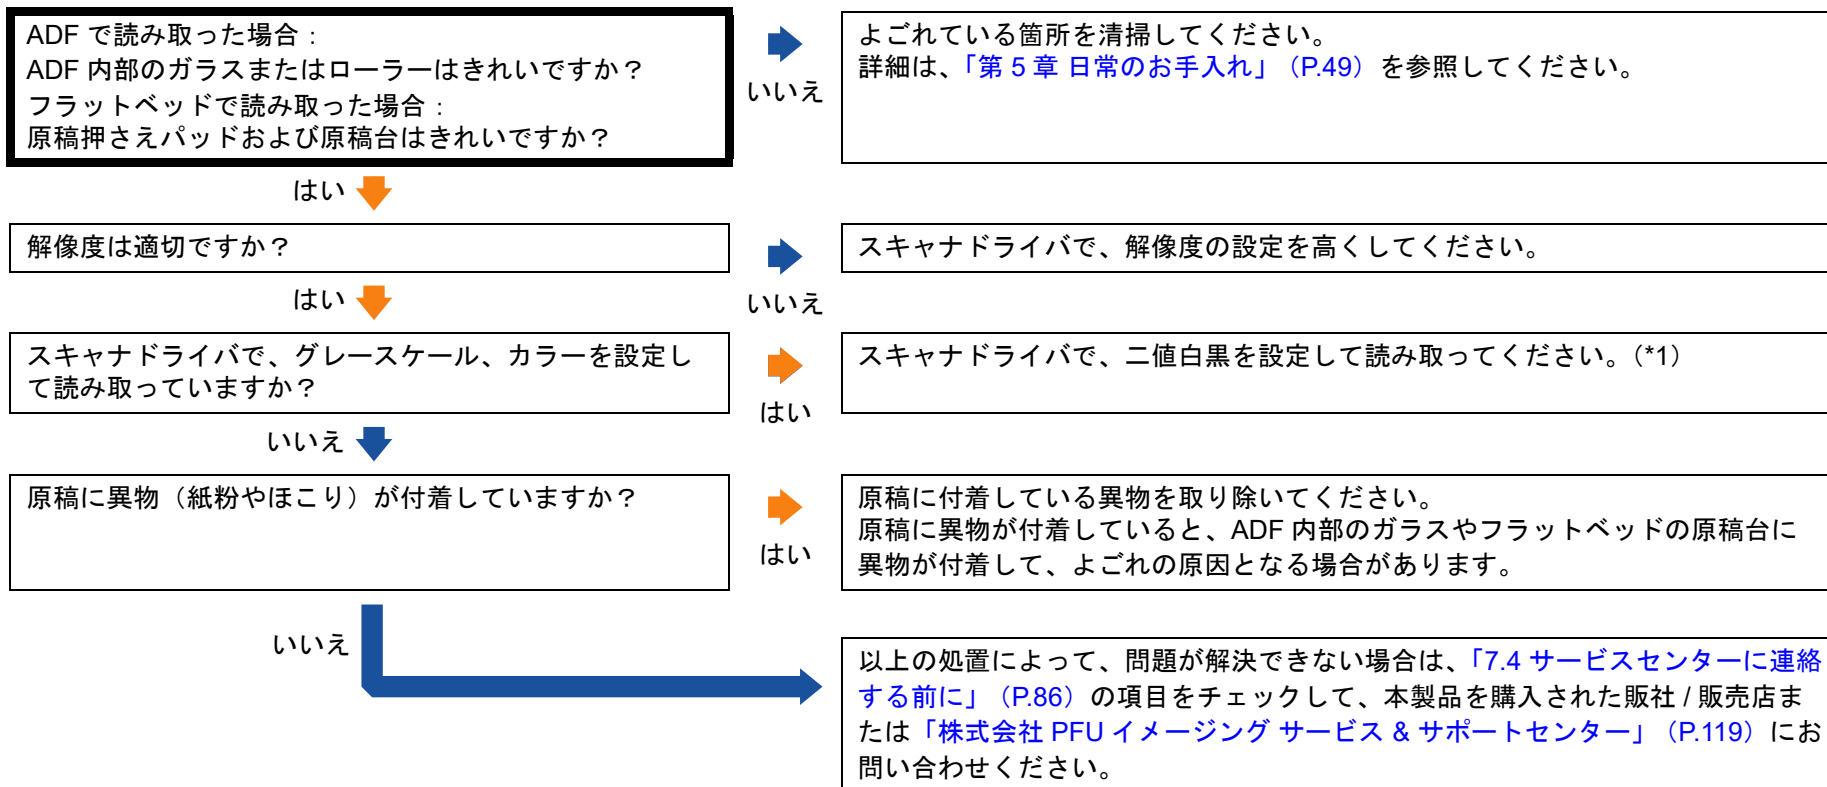 ADF で読み取った場合：
ADF 内部のガラスまたはローラーはきれいですか？
フラットベッドで読み取った場合：
原稿押さえパッドおよび原稿台はきれいですか？
いいえ
よごれている箇所を清掃してください。
詳細は、「第 5 章 日常のお手入れ」（P.49）を参照してください。
はい
解像度は適切ですか？
いいえ
スキャナドライバで、解像度の設定を高くしてください。
はい
スキャナドライバで、グレースケール、カラーを設定し
て読み取っていますか？
はい
スキャナドライバで、二値白黒を設定して読み取ってください。（*1）
いいえ
原稿に異物（紙粉やほこり）が付着していますか？
はい
原稿に付着している異物を取り除いてください。
原稿に異物が付着していると、ADF 内部のガラスやフラットベッドの原稿台に
異物が付着して、よごれの原因となる場合があります。
いいえ
以上の処置によって、問題が解決できない場合は、「7.4 サービスセンターに連絡
する前に」（P.86）の項目をチェックして、本製品を購入された販社 / 販売店ま
たは「株式会社 PFU イメージング サービス & サポートセンター」（P.119）にお
問い合わせください。